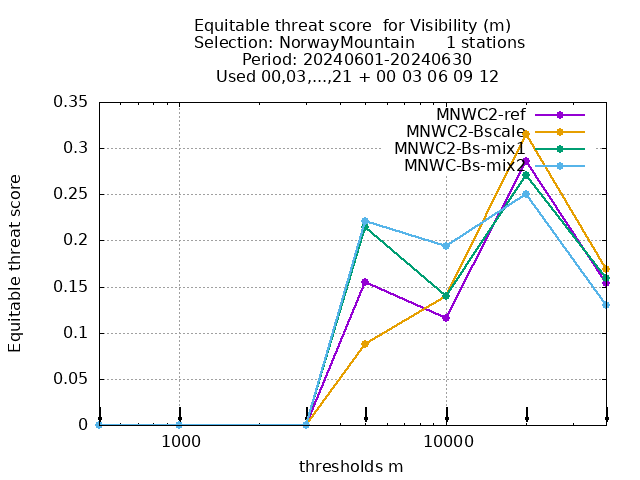 Equitable threat score  for Visibility (m)
Selection: NorwayMountain      1 stations
Period: 20240601-20240630
Used 00,03,...,21 + 00 03 06 09 12
0.35
0.3
0.25
0.2
0.15
0.1
0.05
0
Equitable threat score
MNWC2-ref
MNWC2-Bscale
MNWC2-Bs-mix1
MNWC-Bs-mix2
1000
10000
thresholds m